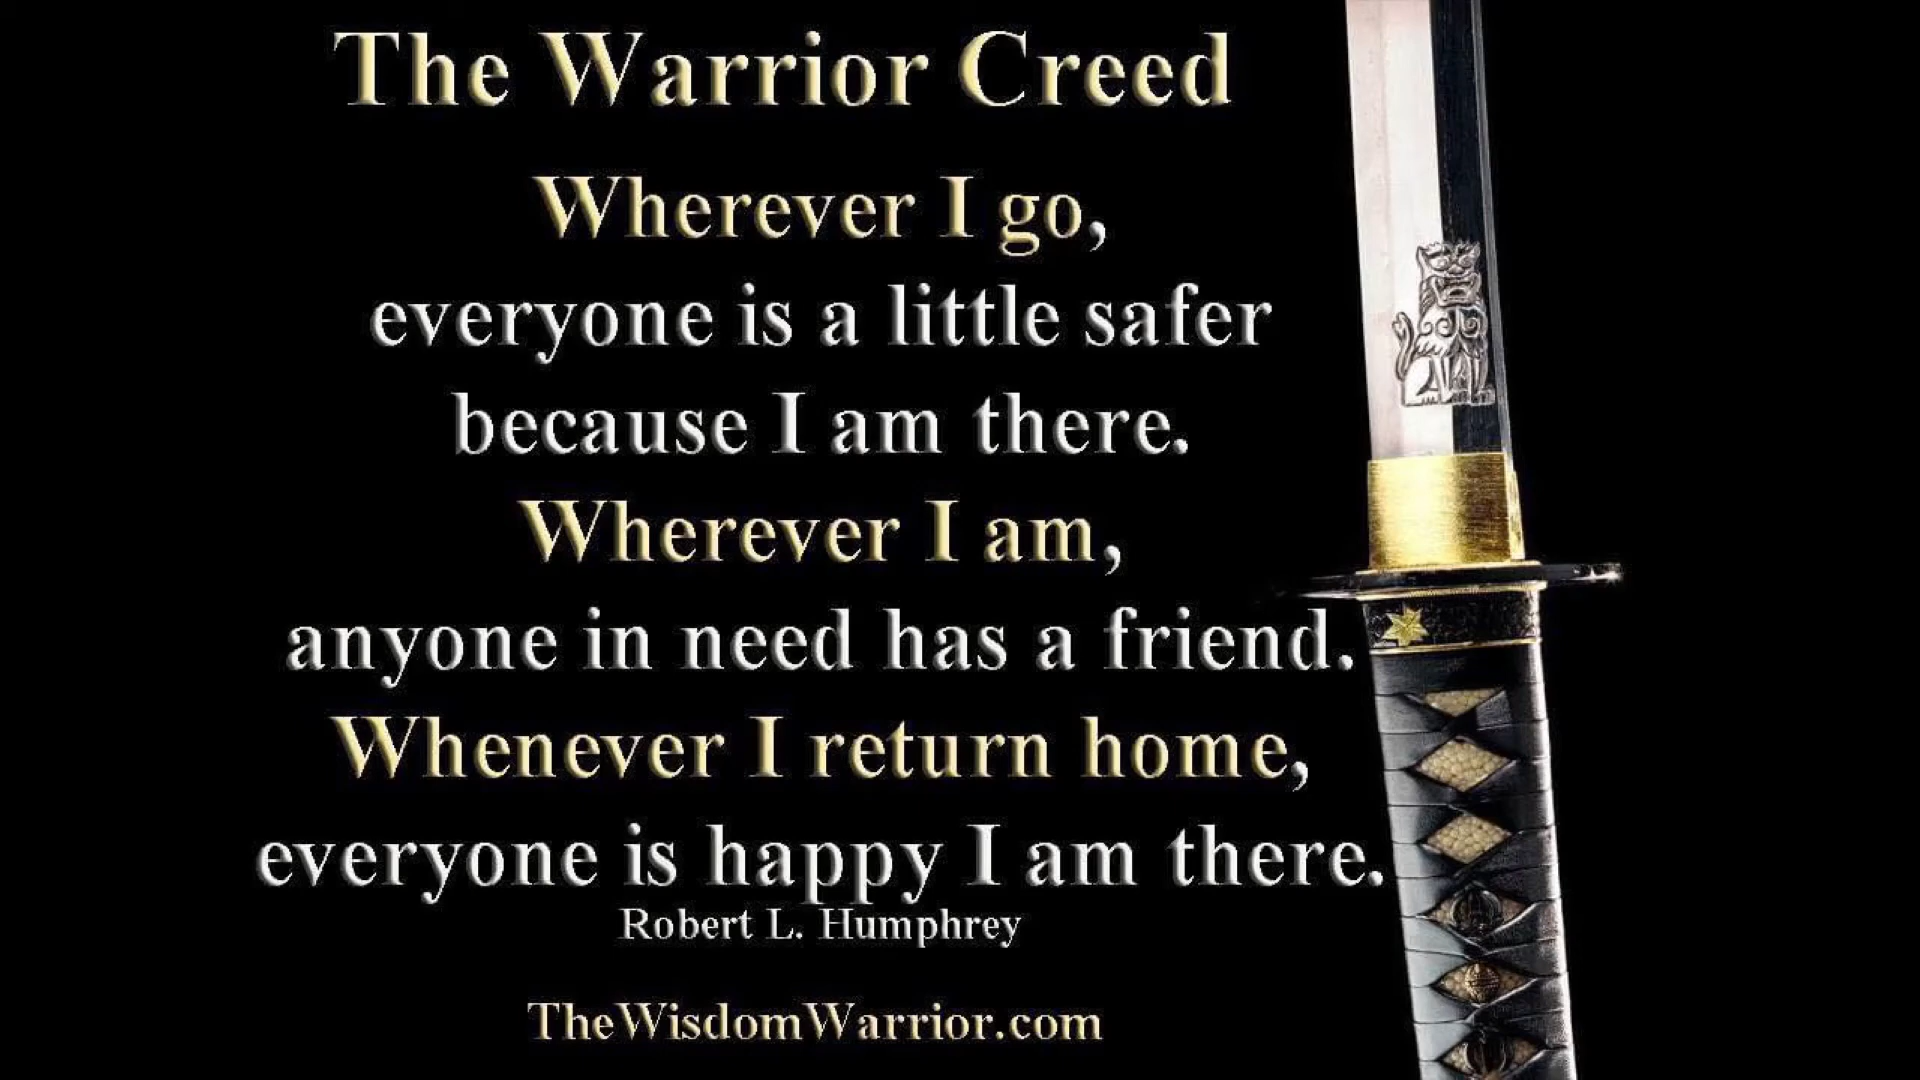 The Warrior Creed
Wherever I go,
everyone is a little safer
because I am there.
Wherever I am,
anyone in need has a friend.
Whenever I return home,
everyone is happy I am there.
Robert L. Humphrey
TheWisdomWarrior.com